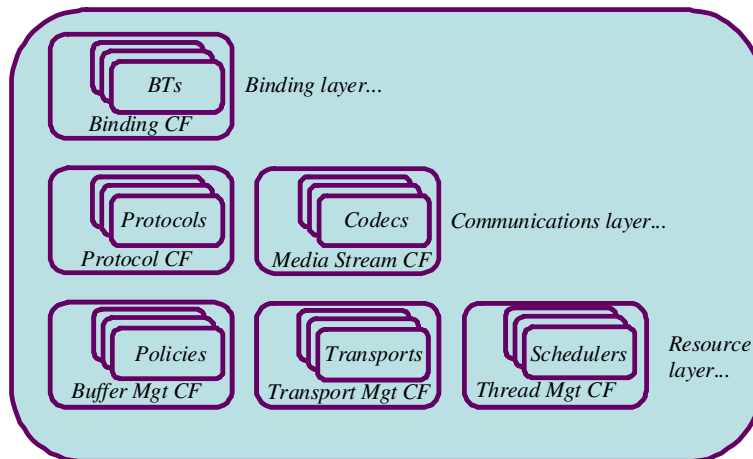 BTs
Binding layer...
Binding CF
Protocols
Codecs
Communications layer...
Protocol CF
Media Stream CF
Policies
Transports
Schedulers
Resource
layer...
Buffer Mgt CF
Transport Mgt CF
Thread Mgt CF